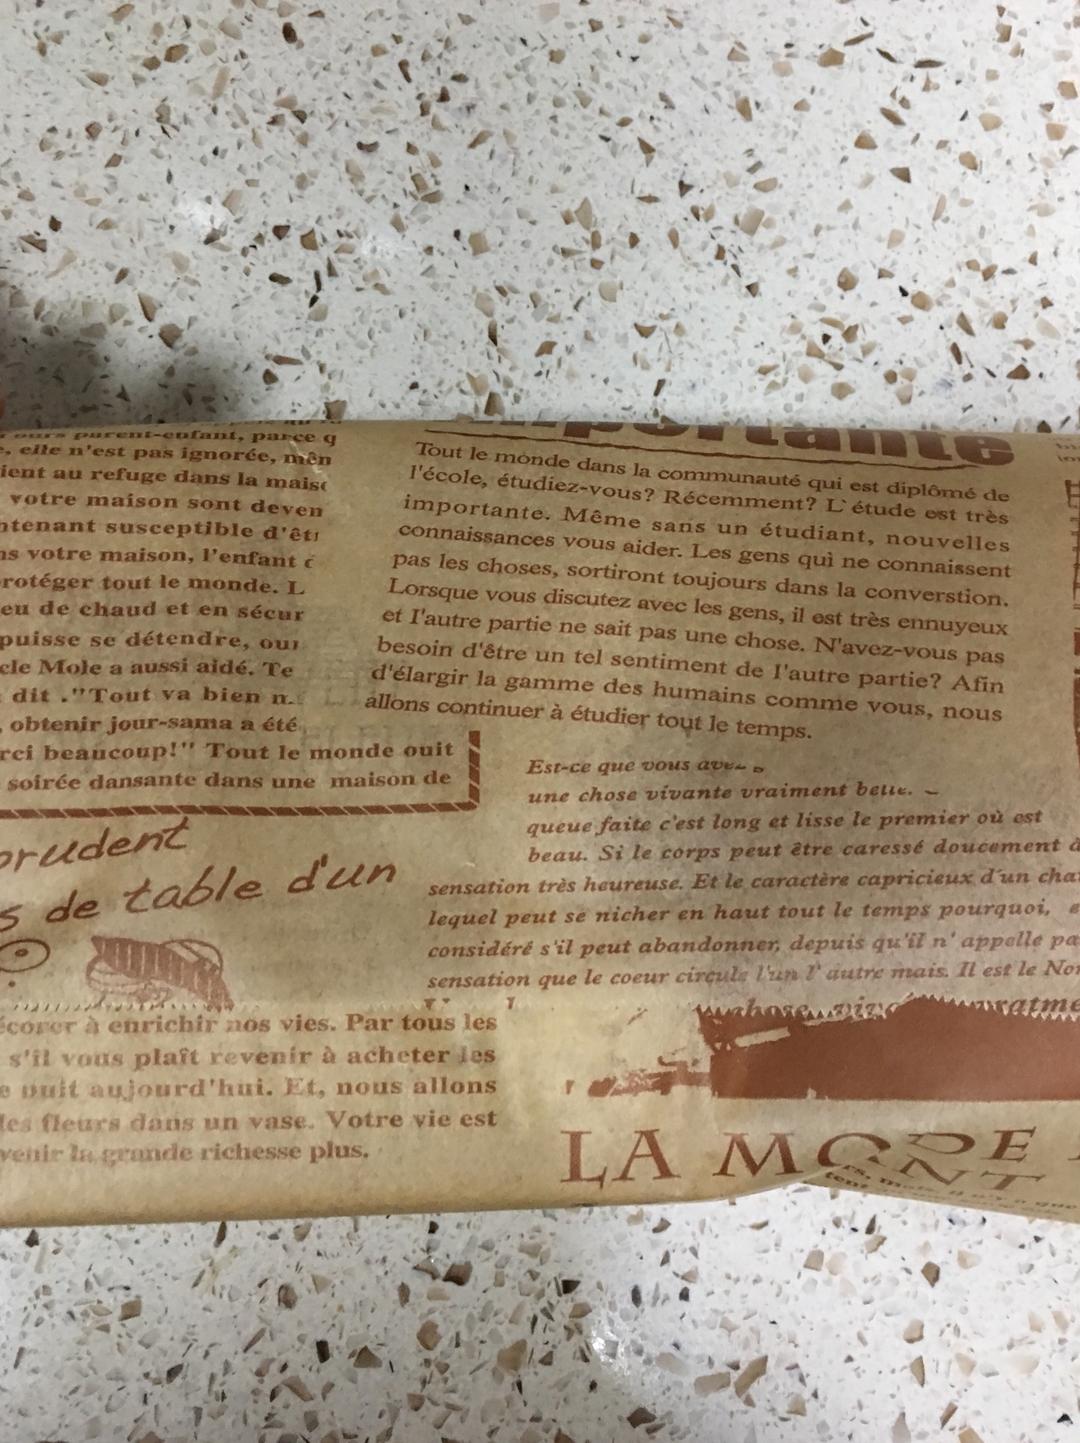 parent-enfant, parce q
elle n'est pas ignorée, mên
ient au refuge dans la mais
votre maison sont deven
ntenant susceptible d'êt
ns votre maison, l'enfant
rotéger tout le monde. L
eu de chaud et en sécur
puisse se détendre, our
cle Mole a aussi aidé. Te
dit ."Tout va bien n
, obtenir jour-sama a été
rci beaucoup!" Tout le monde ouit
soirée dansante dans une maison de
prudent
s de table d'un
écorer à enrichir nos vies. Par tous les
s'il vous plaît revenir à acheter les
e nuit aujourd'hui. Et, nous allons
les fleurs dans un vase. Votre vie est
venir la grande richesse plus.
importante
Tout le monde dans la communauté qui est diplômé de
l'école, étudiez-vous? Récemment? L'étude est très
importante. Même sans un étudiant, nouvelles
connaissances vous aider. Les gens qui ne connaissent
pas les choses, sortiront toujours dans la converstion.
Lorsque vous discutez avec les gens, il est très ennuyeux
et l'autre partie ne sait pas une chose. N'avez-vous pas
besoin d'être un tel sentiment de l'autre partie? Afin
d'élargir la gamme des humains comme vous, nous
allons continuer à étudier tout le temps.
Est-ce que vous
une chose vivante vraiment belle.
queue faite c'est long et lisse le premier où est
beau. Si le corps peut être caressé doucement à
sensation très heureuse. Et le caractère capricieux d'un cha
lequel peut se nicher en haut tout le temps pourquoi, e
considéré s'il peut abandonner, depuis qu'il n' appelle pa
sensation que le coeur circule l'un l' autre mais. Il est le No
chose
LA MODE